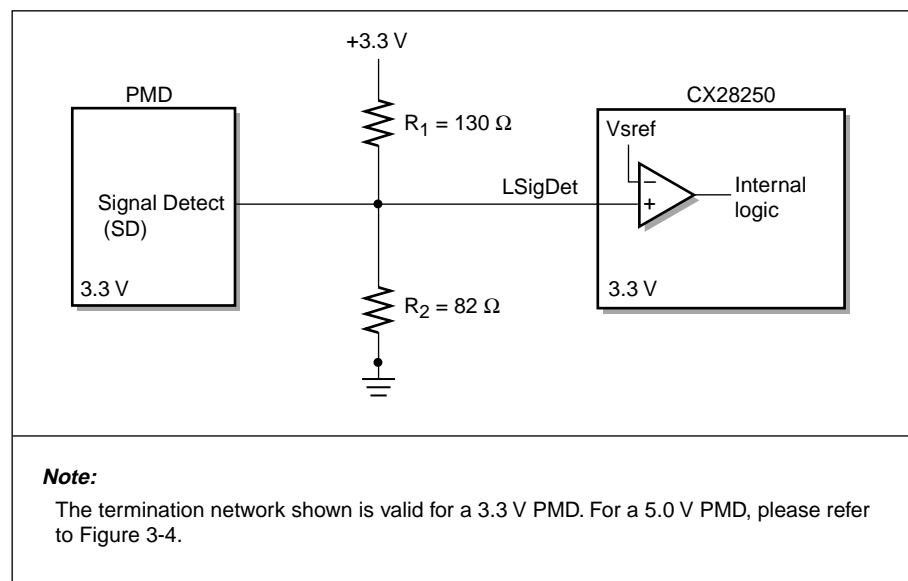 +3.3 V
PMD
CX28250
R1 = 130 Ω
Vsref
LSigDet
−
+
Internal
logic
Signal Detect
(SD)
3.3 V
R2 = 82 Ω
3.3 V
Note:
The termination network shown is valid for a 3.3 V PMD. For a 5.0 V PMD, please refer
to Figure 3-4.